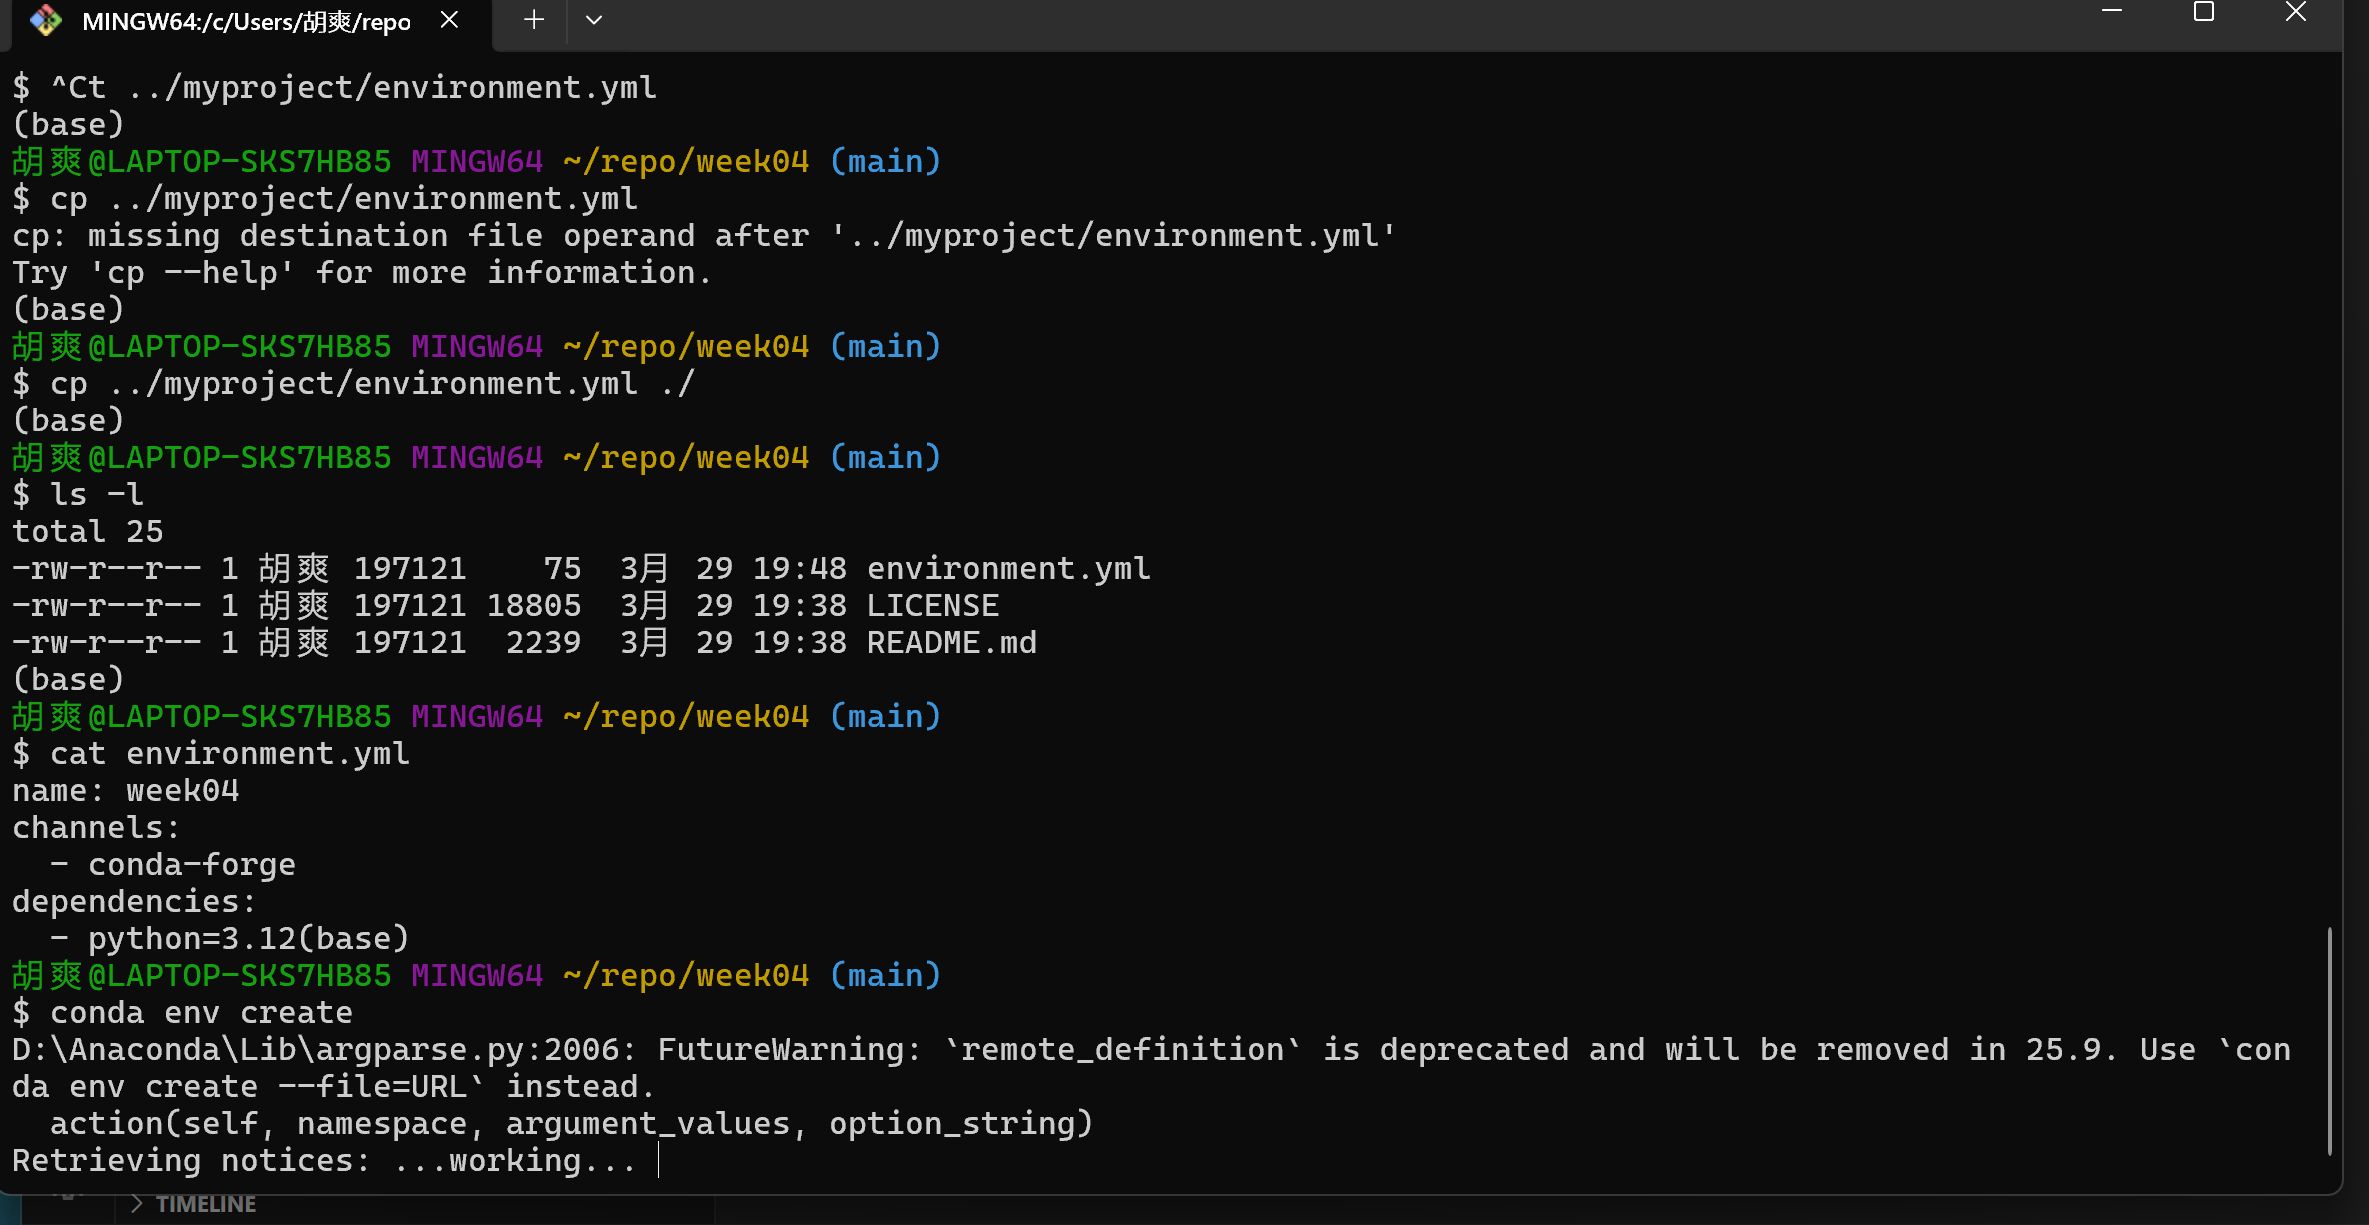 MINGW64:/c/Users/胡爽/repo
$ ^Ct ../myproject/environment.yml
(base)
胡爽@LAPTOP-SKS7HB85 MINGW64 ~/repo/week04 (main)
$ cp ../myproject/environment.yml
cp: missing destination file operand after '../myproject/environment.yml'
Try 'cp --help' for more information.
(base)
胡爽@LAPTOP-SKS7HB85 MINGW64 ~/repo/week04 (main)
$ cp ../myproject/environment.yml ./
(base)
胡爽@LAPTOP-SKS7HB85 MINGW64 ~/repo/week04 (main)
$ ls -l
total 25
-rw-r--r-- 1 胡爽 197121    75  3月  29 19:48 environment.yml
-rw-r--r-- 1 胡爽 197121 18805  3月  29 19:38 LICENSE
-rw-r--r-- 1 胡爽 197121  2239  3月  29 19:38 README.md
(base)
胡爽@LAPTOP-SKS7HB85 MINGW64 ~/repo/week04 (main)
$ cat environment.yml
name: week04
channels:
  - conda-forge
dependencies:
  - python=3.12(base)
胡爽@LAPTOP-SKS7HB85 MINGW64 ~/repo/week04 (main)
$ conda env create
D:\Anaconda\Lib\argparse.py:2006: FutureWarning: `remote_definition` is deprecated and will be removed in 25.9. Use `con
da env create --file=URL` instead.
  action(self, namespace, argument_values, option_string)
Retrieving notices: ...working...
TIMELINE